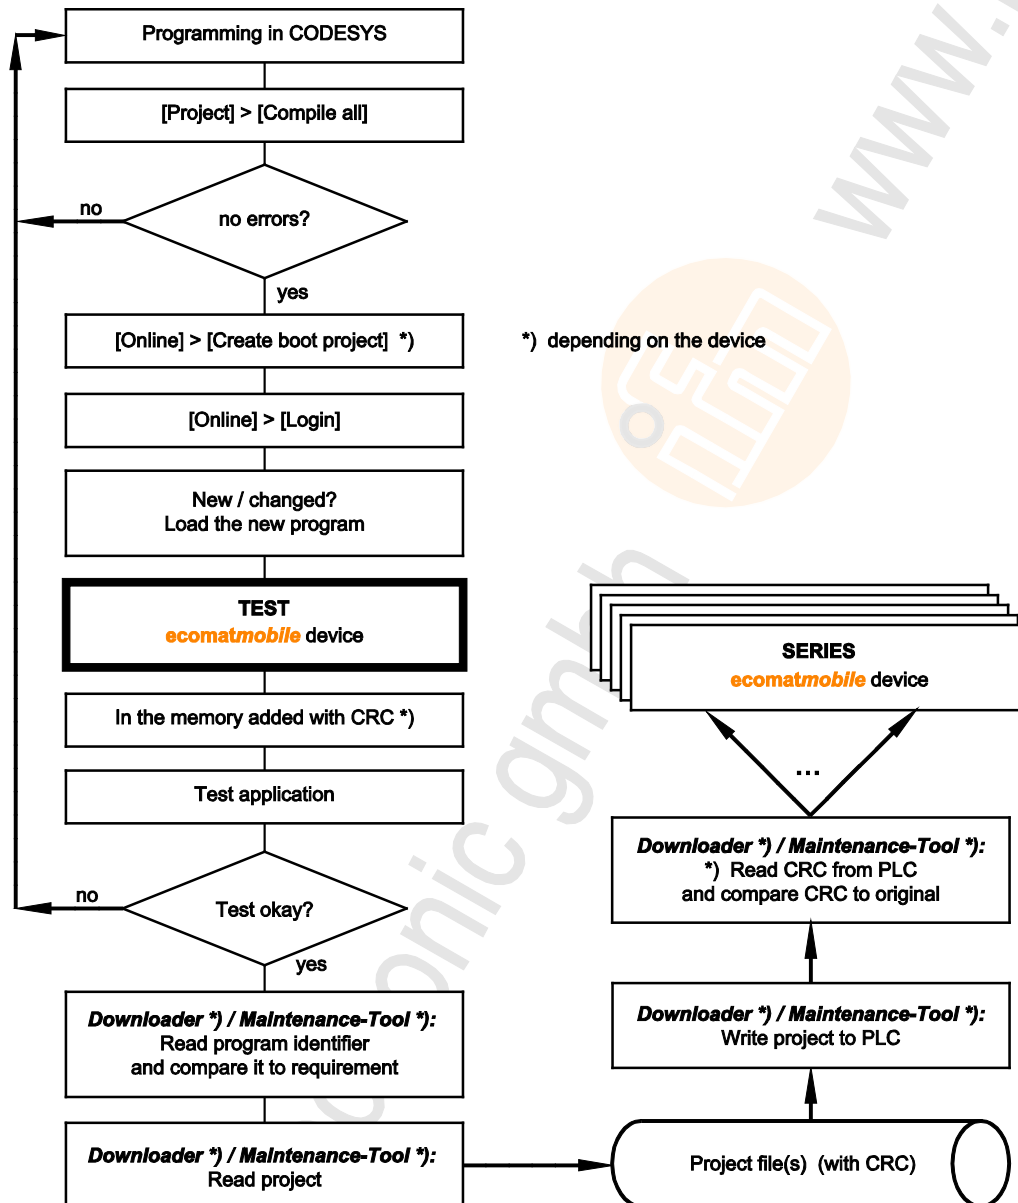 Programming in CODESYS
[Project] > [Compile all]
no errors?
no
yes
[Online] > [Create boot project] *)
*) depending on the device
[Online] > [Login]
New / changed?
Load the new program
TEST
ecomatmobile device
In the memory added with CRC *)
Test application
Test okay?
no
yes
Downloader *) / Maintenance-Tool *):
Read program identifier
and compare it to requirement
Downloader *) / Maintenance-Tool *):
Read project
Project file(s) (with CRC)
Downloader *) / Maintenance-Tool *):
Write project to PLC
Downloader *) / Maintenance-Tool *):
*) Read CRC from PLC
and compare CRC to original
...
SERIES
ecomatmobile device
ifm
onic gmbh
www.